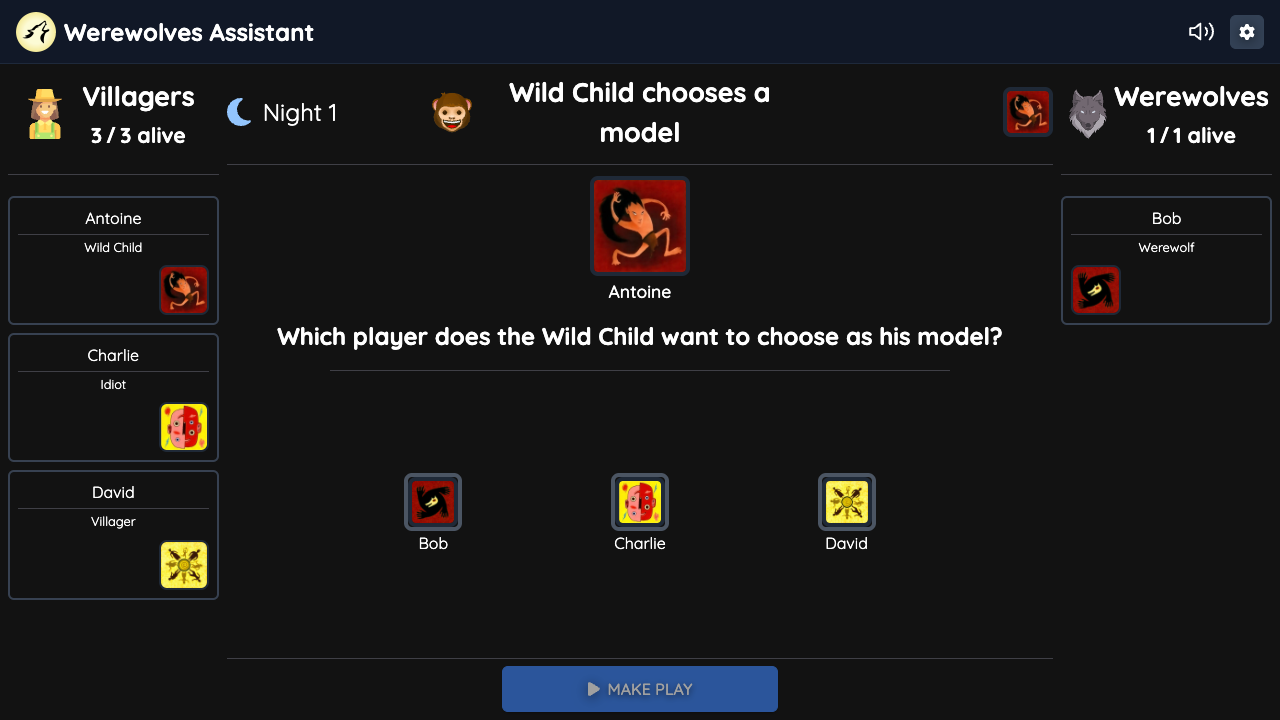 Werewolves Assistant
Villagers
3 / 3 alive
Antoine
Wild Child
Charlie
Idiot
David
Villager
Night 1
Wild Child chooses a
model
Antoine
Which player does the Wild Child want to choose as his model?
Bob
Charlie
David
MAKE PLAY
Werewolves
1 / 1 alive
Bob
Werewolf